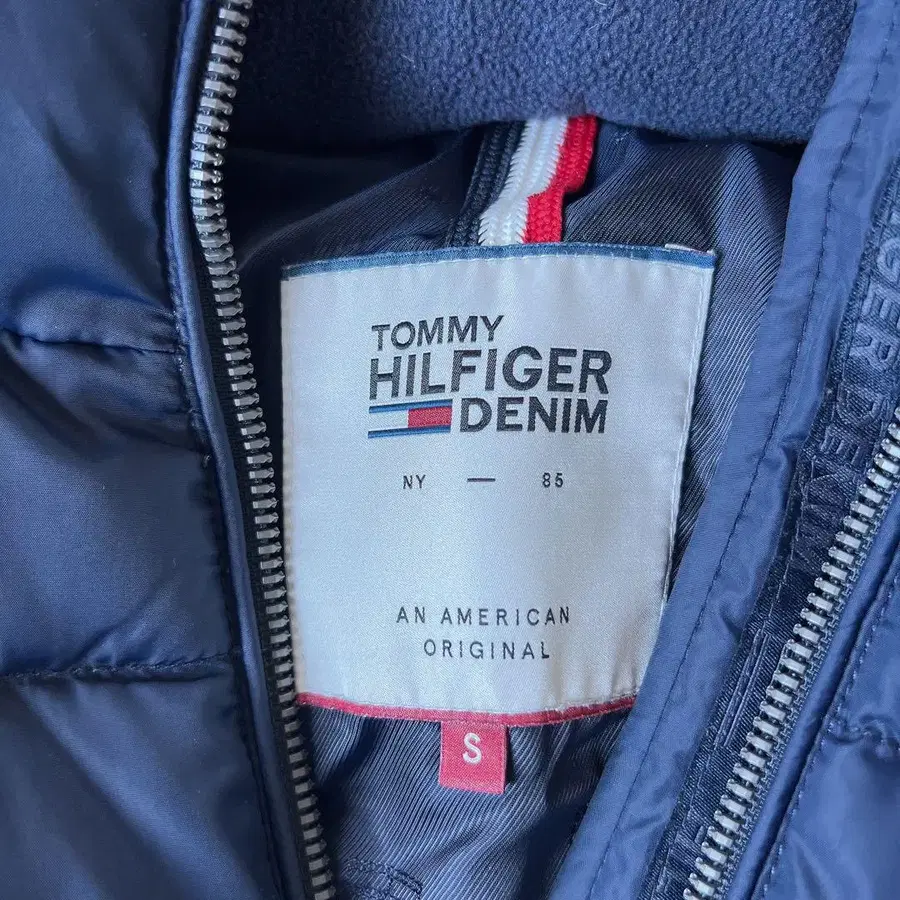 TOMMY
HILFIGER
DENIM
NY — 85
AN AMERICAN
ORIGINAL
S